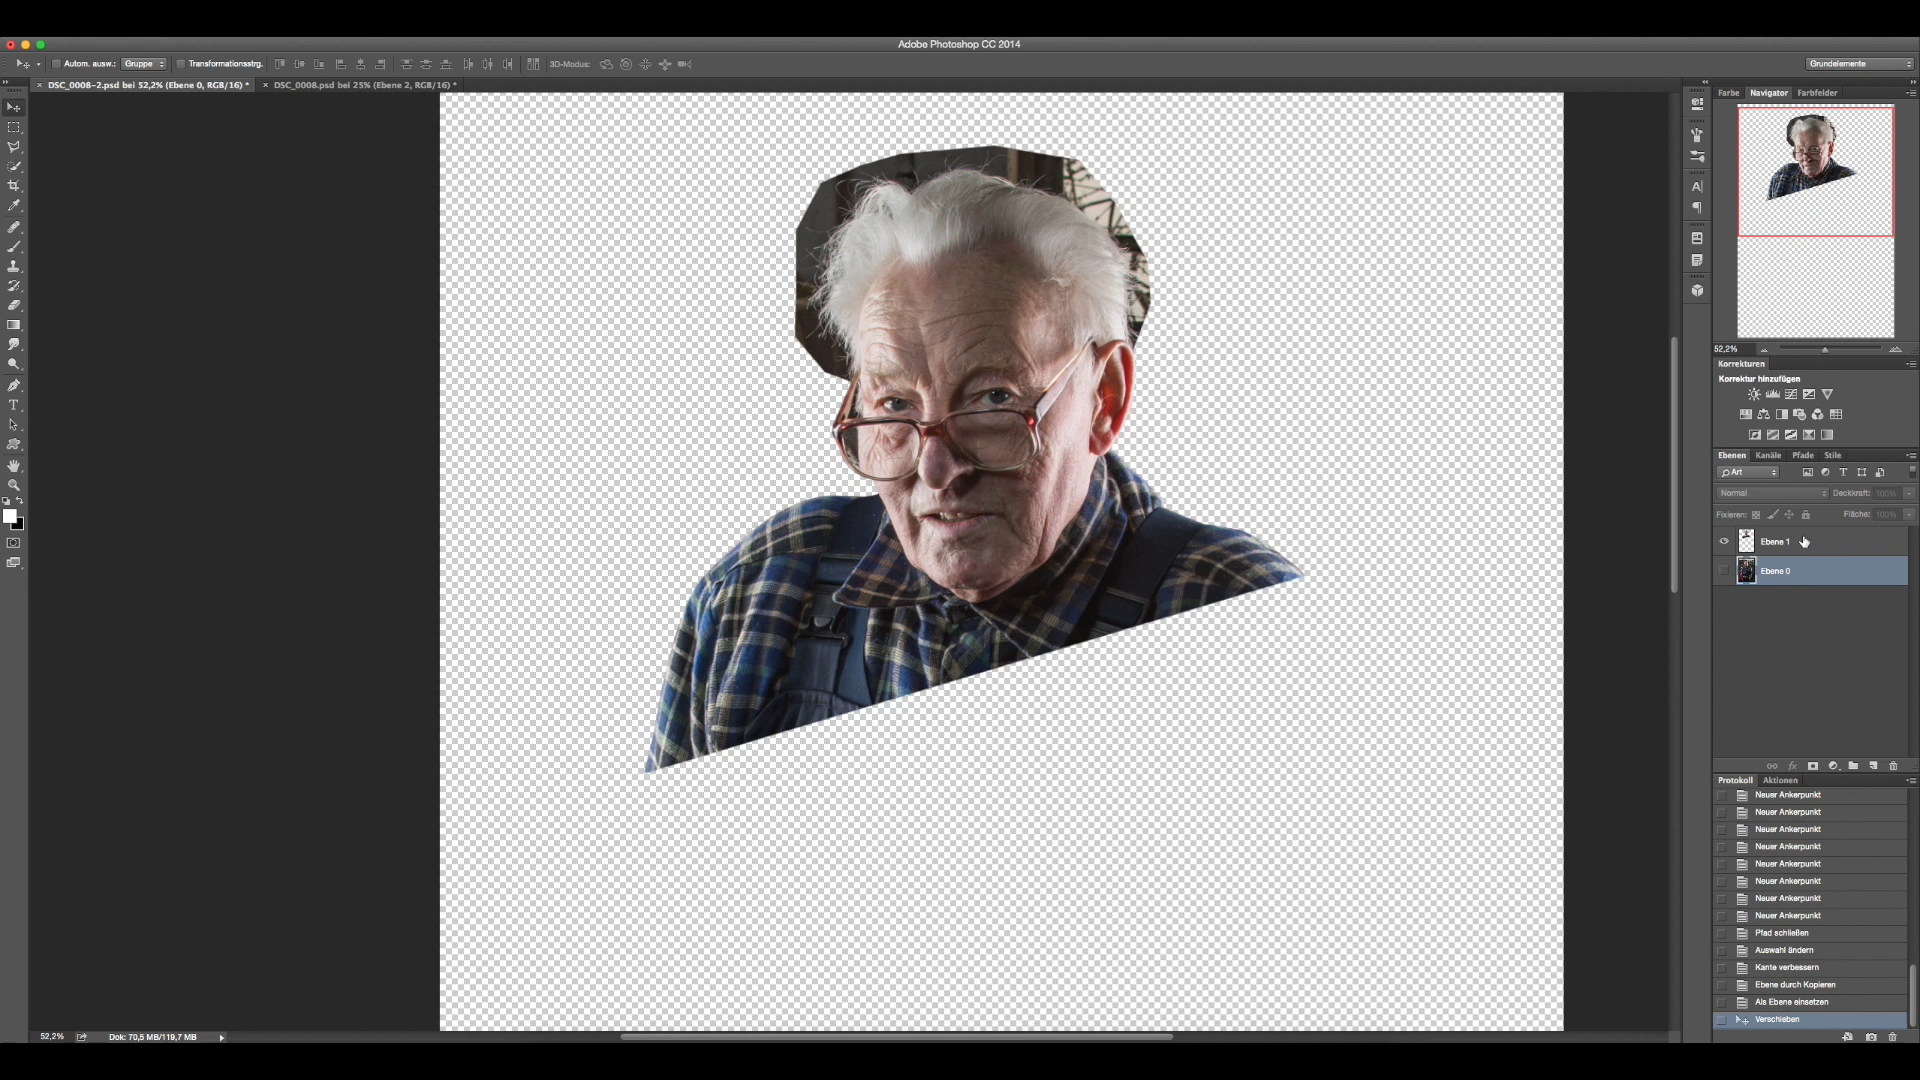 Adobe Photoshop CC 2014
Autom. ausw.: Gruppe Transformationsstrg. 3D-Modus: Grundelemente
× DSC_0008-2.psd bei 52,2% (Ebene 0, RGB/16) * × DSC_0008.psd bei 25% (Ebene 2, RGB/16) *
Farbe Navigator Farbfelder
52,2%
Korrekturen
Korrektur hinzufügen
Ebenen Kanäle Pfade Stile
Art
Normal Deckkraft: 100%
Fixieren: Fläche: 100%
Ebene 1
Ebene 0
Protokoll Aktionen
Neuer Ankerpunkt
Neuer Ankerpunkt
Neuer Ankerpunkt
Neuer Ankerpunkt
Neuer Ankerpunkt
Neuer Ankerpunkt
Neuer Ankerpunkt
Neuer Ankerpunkt
Pfad schließen
Auswahl ändern
Kante verbessern
Ebene durch Kopieren
Als Ebene einsetzen
Verschieben
52,2% Dok: 70,5 MB/119,7 MB